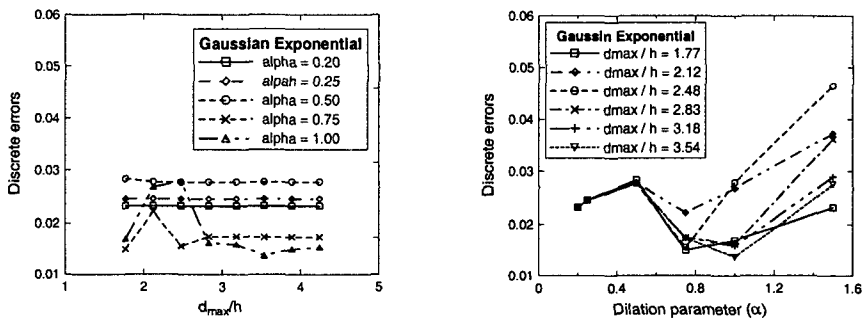 0.06
0.05
0.04
0.03
0.02
0.01
Discrete errors
Gaussian Exponential
alpha = 0.20
alpah = 0.25
alpha = 0.50
alpha = 0.75
alpha = 1.00
1
2
3
4
5
dmax/h
0.06
0.05
0.04
0.03
0.02
0.01
Discrete errors
Gaussin Exponential
dmax / h = 1.77
dmax / h = 2.12
dmax / h = 2.48
dmax / h = 2.83
dmax / h = 3.18
dmax / h = 3.54
0
0.4
0.8
1.2
1.6
Dilation parameter (α)